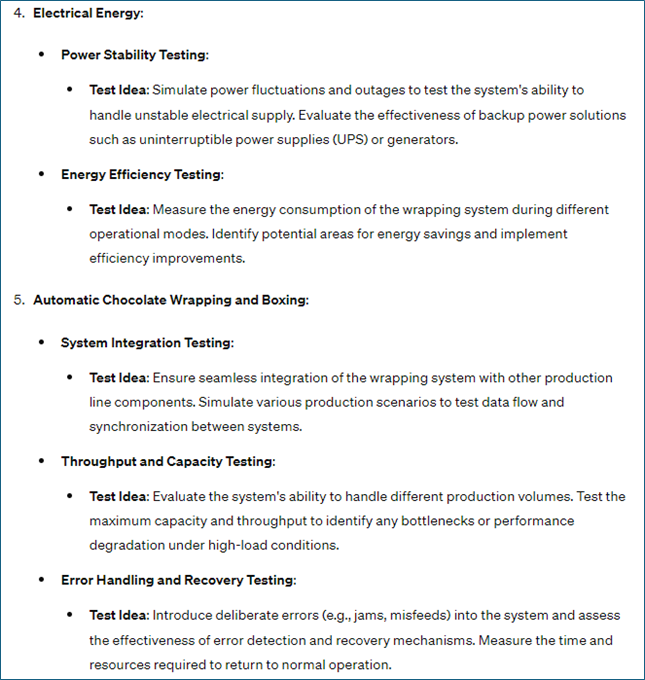 4. Electrical Energy:
• Power Stability Testing:
• Test Idea: Simulate power fluctuations and outages to test the system's ability to
handle unstable electrical supply. Evaluate the effectiveness of backup power solutions
such as uninterruptible power supplies (UPS) or generators.
• Energy Efficiency Testing:
• Test Idea: Measure the energy consumption of the wrapping system during different
operational modes. Identify potential areas for energy savings and implement
efficiency improvements.
5. Automatic Chocolate Wrapping and Boxing:
• System Integration Testing:
• Test Idea: Ensure seamless integration of the wrapping system with other production
line components. Simulate various production scenarios to test data flow and
synchronization between systems.
• Throughput and Capacity Testing:
• Test Idea: Evaluate the system's ability to handle different production volumes. Test the
maximum capacity and throughput to identify any bottlenecks or performance
degradation under high-load conditions.
• Error Handling and Recovery Testing:
• Test Idea: Introduce deliberate errors (e.g., jams, misfeeds) into the system and assess
the effectiveness of error detection and recovery mechanisms. Measure the time and
resources required to return to normal operation.